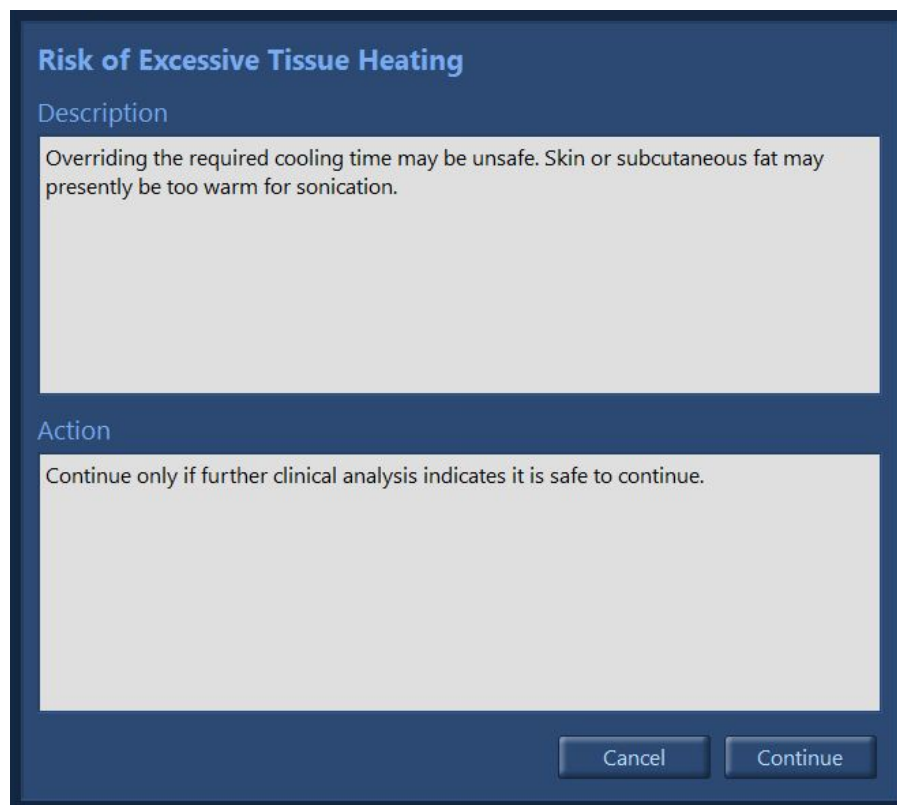 Risk of Excessive Tissue Heating
Description
Overriding the required cooling time may be unsafe. Skin or subcutaneous fat may
presently be too warm for sonication.
Action
Continue only if further clinical analysis indicates it is safe to continue.
Cancel
Continue